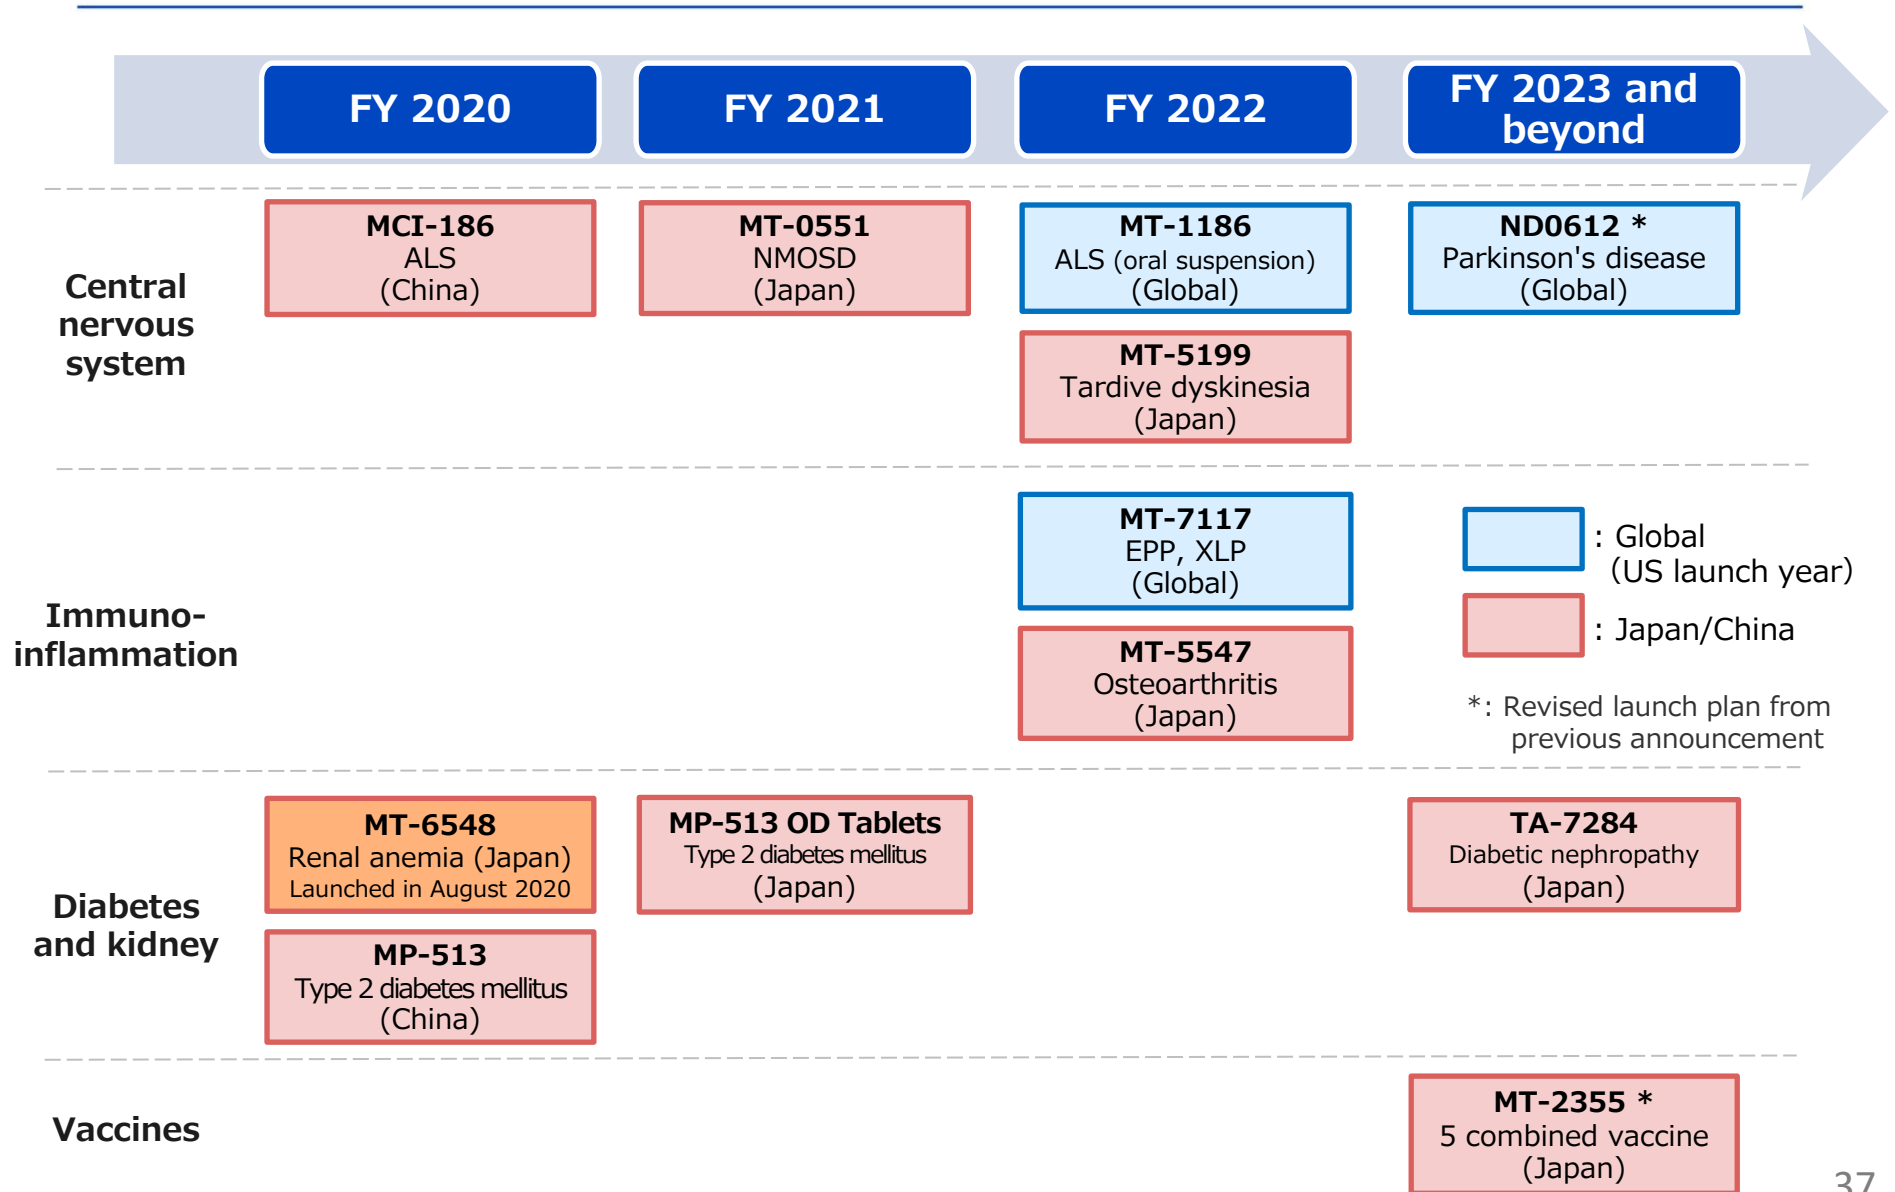 FY 2020
FY 2021
FY 2022
FY 2023 and
beyond
Central
nervous
system
MCI-186
ALS
(China)
MT-0551
NMOSD
(Japan)
MT-1186
ALS (oral suspension)
(Global)
ND0612 *
Parkinson's disease
(Global)
MT-5199
Tardive dyskinesia
(Japan)
Immuno-
inflammation
MT-7117
EPP, XLP
(Global)
MT-5547
Osteoarthritis
(Japan)
: Global
(US launch year)
: Japan/China
*: Revised launch plan from
previous announcement
Diabetes
and kidney
MT-6548
Renal anemia (Japan)
Launched in August 2020
MP-513 OD Tablets
Type 2 diabetes mellitus
(Japan)
TA-7284
Diabetic nephropathy
(Japan)
MP-513
Type 2 diabetes mellitus
(China)
Vaccines
MT-2355 *
5 combined vaccine
(Japan)
37